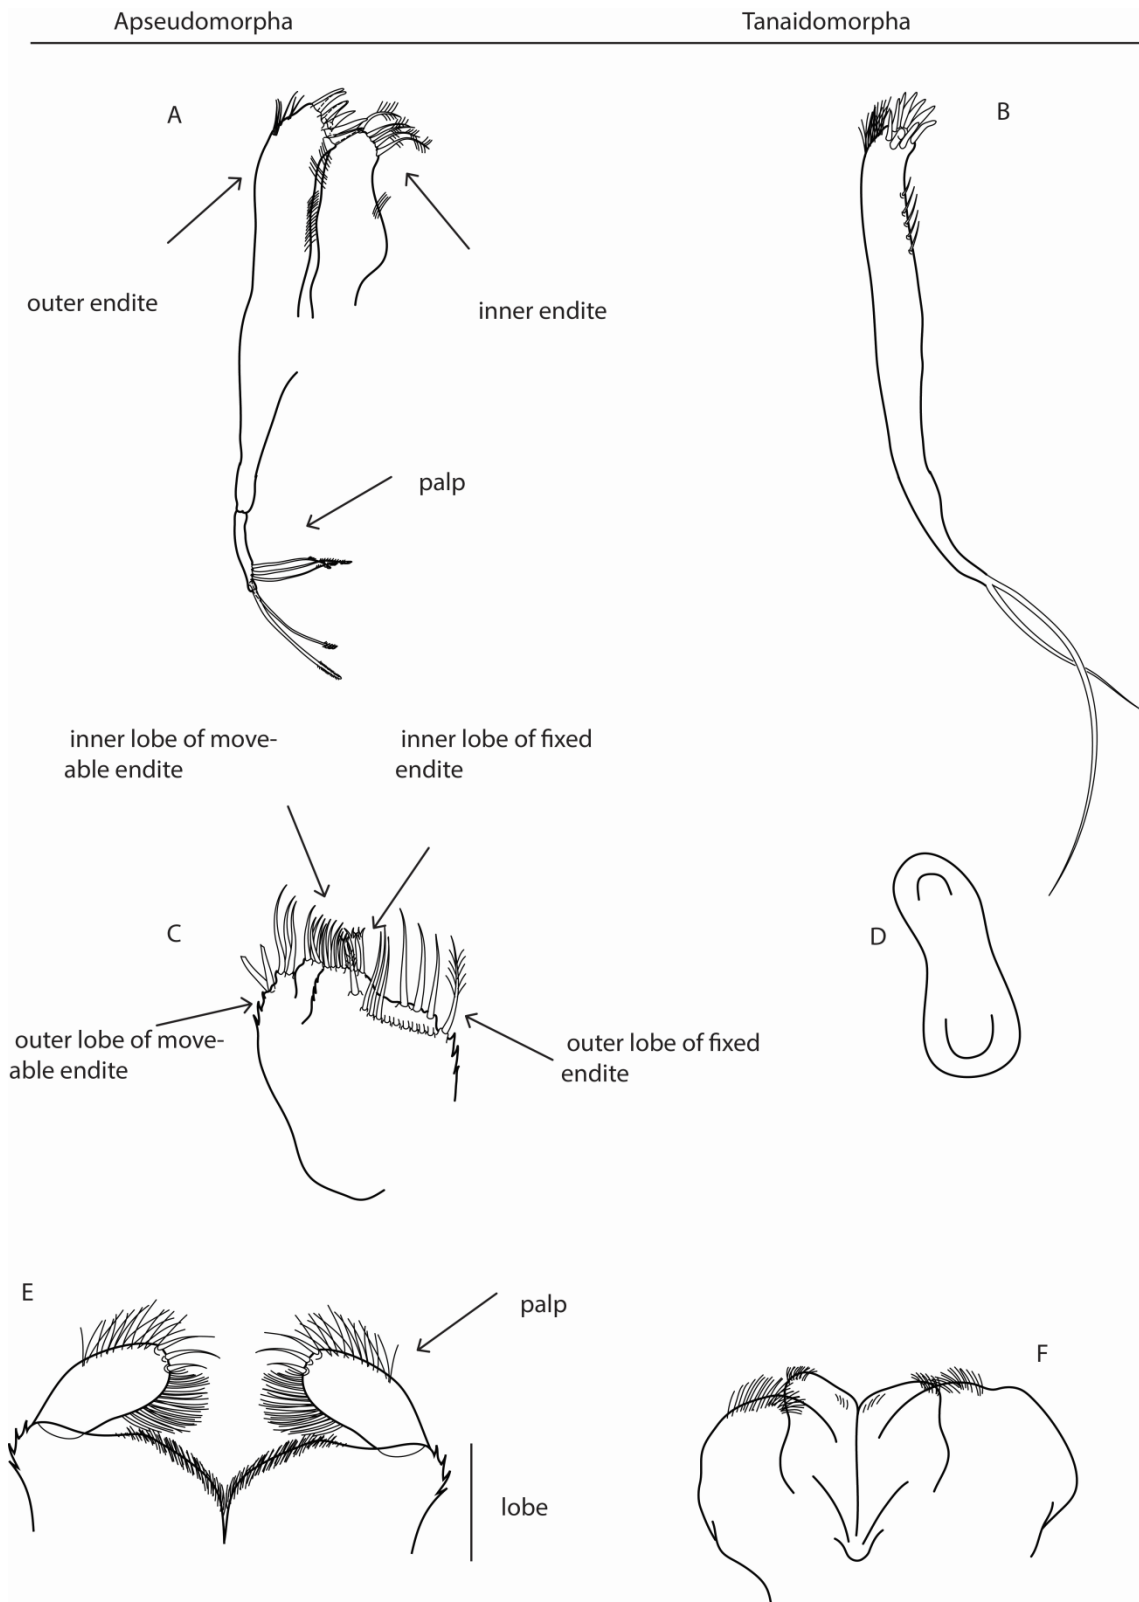 Apseudomorpha
Tanaidomorpha
A
B
outer endite
inner endite
palp
inner lobe of move-
able endite
inner lobe of fixed
endite
C
D
outer lobe of move-
able endite
outer lobe of fixed
endite
E
palp
F
lobe